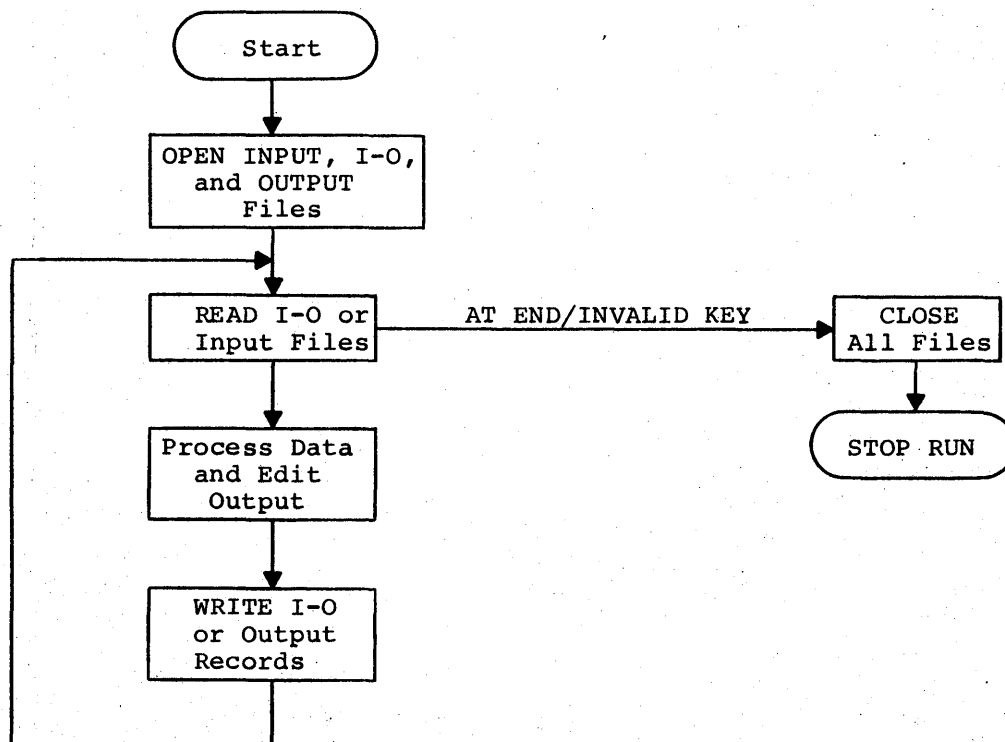 Start
OPEN INPUT, I-O,
and OUTPUT
Files
READ I-O or
Input Files
AT END/INVALID KEY
CLOSE
All Files
Process Data
and Edit
Output
STOP RUN
WRITE I-O
or Output
Records